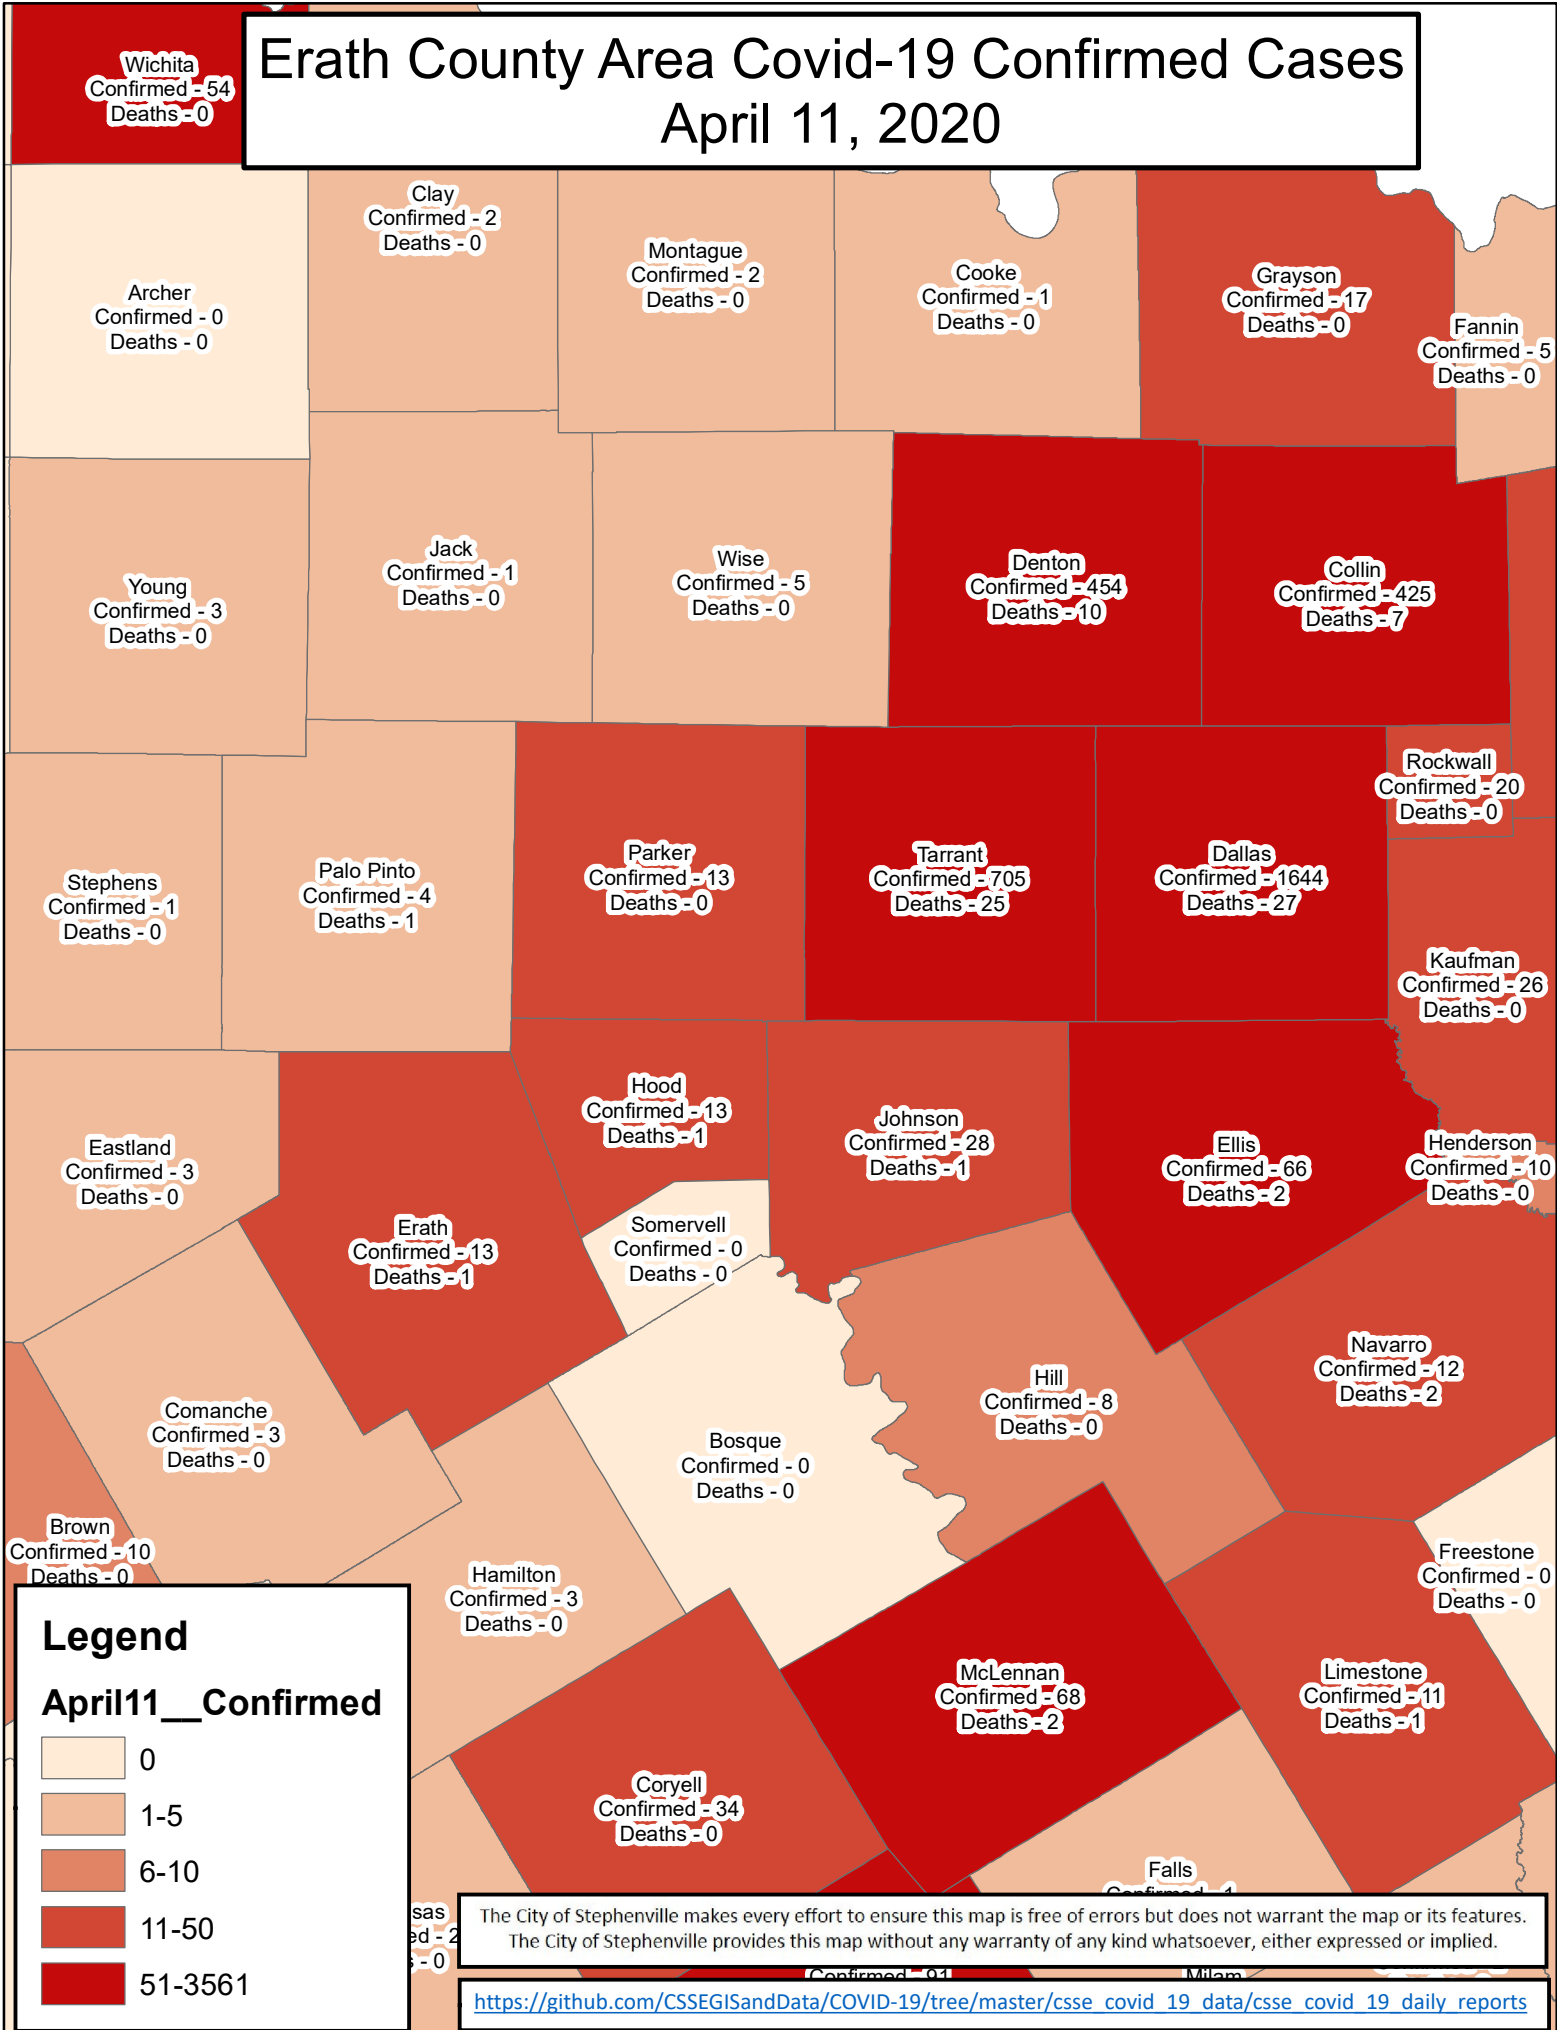 Erath County Area Covid-19 Confirmed Cases
April 11, 2020
Wichita
Confirmed - 54
Deaths - 0
Clay
Confirmed - 2
Deaths - 0
Montague
Confirmed - 2
Deaths - 0
Cooke
Confirmed - 1
Deaths - 0
Grayson
Confirmed - 17
Deaths - 0
Fannin
Confirmed - 5
Deaths - 0
Archer
Confirmed - 0
Deaths - 0
Young
Confirmed - 3
Deaths - 0
Jack
Confirmed - 1
Deaths - 0
Wise
Confirmed - 5
Deaths - 0
Denton
Confirmed - 454
Deaths - 10
Collin
Confirmed - 425
Deaths - 7
Rockwall
Confirmed - 20
Deaths - 0
Stephens
Confirmed - 1
Deaths - 0
Palo Pinto
Confirmed - 4
Deaths - 1
Parker
Confirmed - 13
Deaths - 0
Tarrant
Confirmed - 705
Deaths - 25
Dallas
Confirmed - 1644
Deaths - 27
Kaufman
Confirmed - 26
Deaths - 0
Eastland
Confirmed - 3
Deaths - 0
Erath
Confirmed - 13
Deaths - 1
Hood
Confirmed - 13
Deaths - 1
Somervell
Confirmed - 0
Deaths - 0
Johnson
Confirmed - 28
Deaths - 1
Ellis
Confirmed - 66
Deaths - 2
Henderson
Confirmed - 10
Deaths - 0
Comanche
Confirmed - 3
Deaths - 0
Bosque
Confirmed - 0
Deaths - 0
Hill
Confirmed - 8
Deaths - 0
Navarro
Confirmed - 12
Deaths - 2
Brown
Confirmed - 10
Deaths - 0
Hamilton
Confirmed - 3
Deaths - 0
Freestone
Confirmed - 0
Deaths - 0
McLennan
Confirmed - 68
Deaths - 2
Limestone
Confirmed - 11
Deaths - 1
Coryell
Confirmed - 34
Deaths - 0
Falls
Confirmed - 1
sas
ed - 2
s - 0
Confirmed - 91
Milam
Legend
April11__Confirmed
0
1-5
6-10
11-50
51-3561
The City of Stephenville makes every effort to ensure this map is free of errors but does not warrant the map or its features.
The City of Stephenville provides this map without any warranty of any kind whatsoever, either expressed or implied.
https://github.com/CSSEGISandData/COVID-19/tree/master/csse_covid_19_data/csse_covid_19_daily_reports